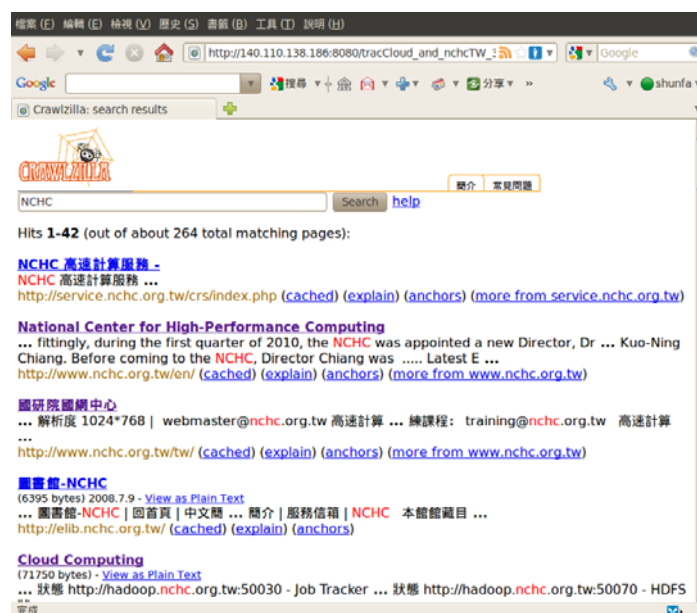 檔案 (F) 編輯 (E) 檢視 (V) 歷史 (S) 書籤 (B) 工具 (T) 說明 (H)
http://140.110.138.186:8080/tracCloud_and_nchcTW_ Google
Google 搜尋 分享 » shunfa
Crawlzilla: search results
CRAWLZILLA
簡介 常見問題
NCHC Search help
Hits 1-42 (out of about 264 total matching pages):
NCHC 高速計算服務 -
NCHC 高速計算服務 ...
http://service.nchc.org.tw/crs/index.php (cached) (explain) (anchors) (more from service.nchc.org.tw)
National Center for High-Performance Computing
... fittingly, during the first quarter of 2010, the NCHC was appointed a new Director, Dr ... Kuo-Ning
Chiang. Before coming to the NCHC, Director Chiang was ..... Latest E ...
http://www.nchc.org.tw/en/ (cached) (explain) (anchors) (more from www.nchc.org.tw)
國研院國網中心
... 解析度 1024*768 | webmaster@nchc.org.tw 高速計算 ... 練課程: training@nchc.org.tw 高速計算
...
http://www.nchc.org.tw/tw/ (cached) (explain) (anchors) (more from www.nchc.org.tw)
圖書館-NCHC
(6395 bytes) 2008.7.9 - View as Plain Text
... 圖書館-NCHC | 回首頁 | 中文簡 ... 簡介 | 服務信箱 | NCHC 本館館藏目 ...
http://elib.nchc.org.tw/ (cached) (explain) (anchors)
Cloud Computing
(71750 bytes) - View as Plain Text
... 狀態 http://hadoop.nchc.org.tw:50030 - Job Tracker ... 狀態 http://hadoop.nchc.org.tw:50070 - HDFS
完成